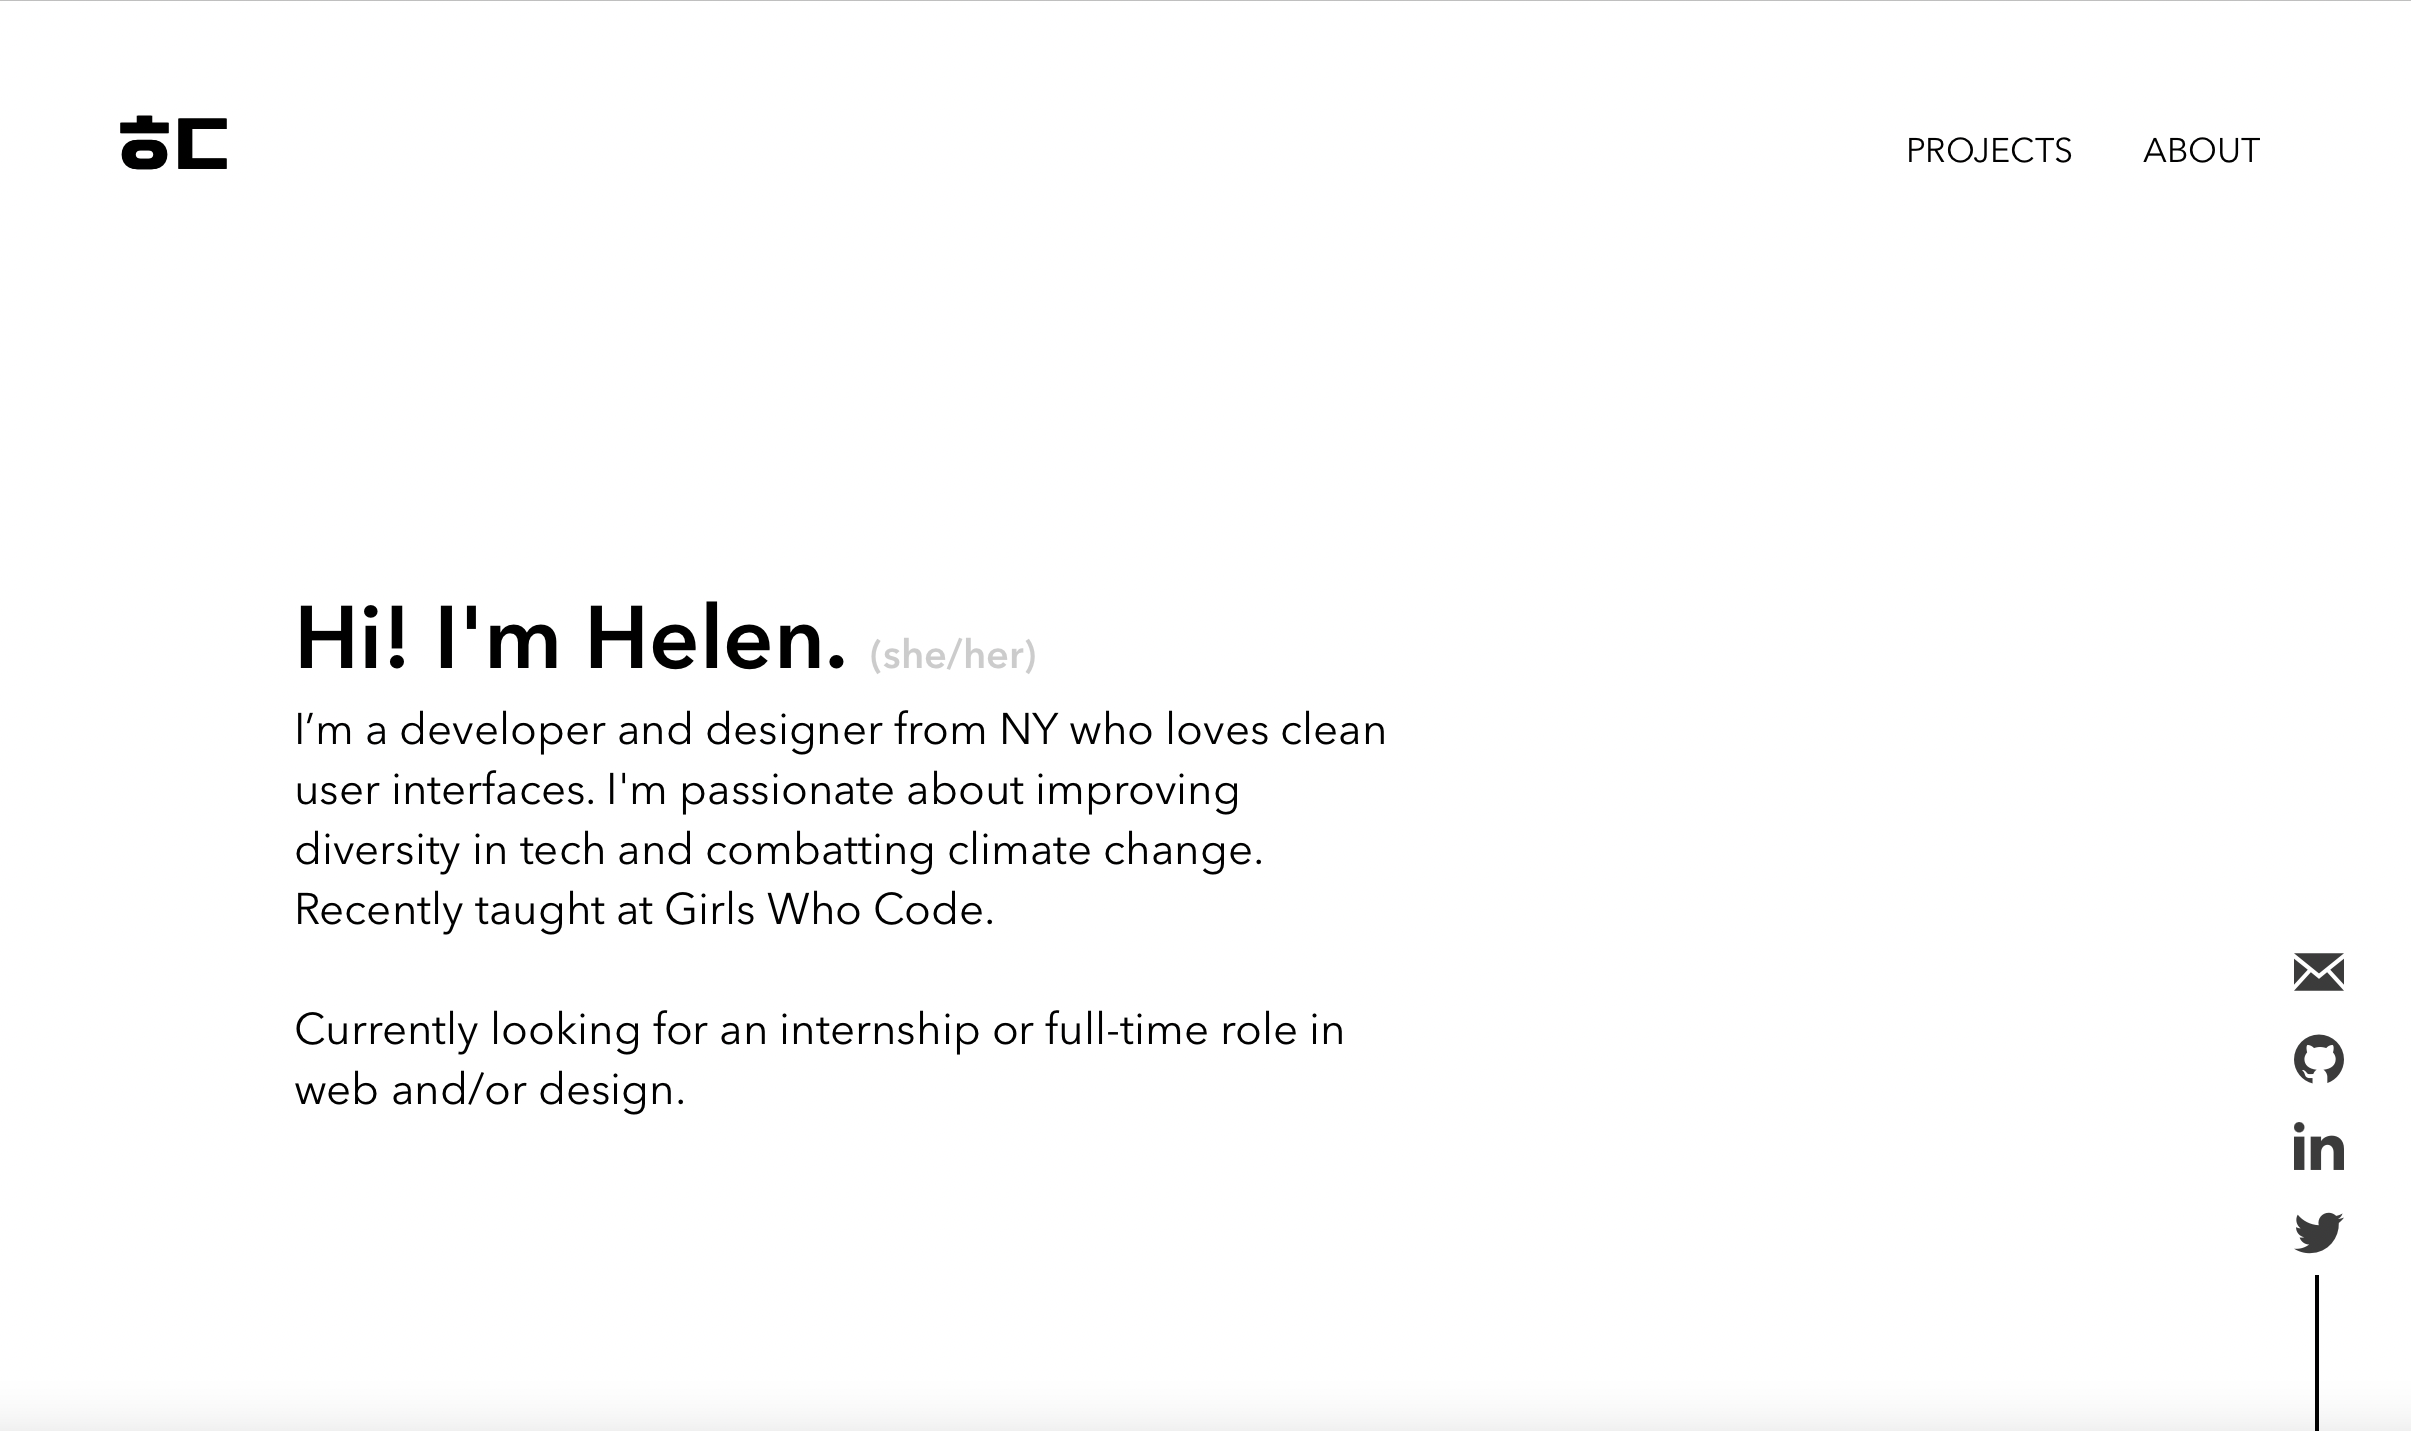 ㅎㄷ
PROJECTS ABOUT
Hi! I'm Helen. (she/her)
I’m a developer and designer from NY who loves clean
user interfaces. I'm passionate about improving
diversity in tech and combatting climate change.
Recently taught at Girls Who Code.
Currently looking for an internship or full-time role in
web and/or design.
in